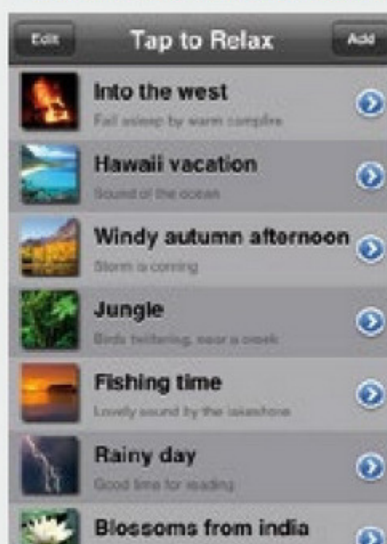 Edit
Tap to Relax
Add
Into the west
Fall asleep by warm campfire
Hawaii vacation
Sound of the ocean
Windy autumn afternoon
Storm is coming
Jungle
Birds twittering, near a creek
Fishing time
Lovely sound by the lakeshore
Rainy day
Good time for reading
Blossoms from india